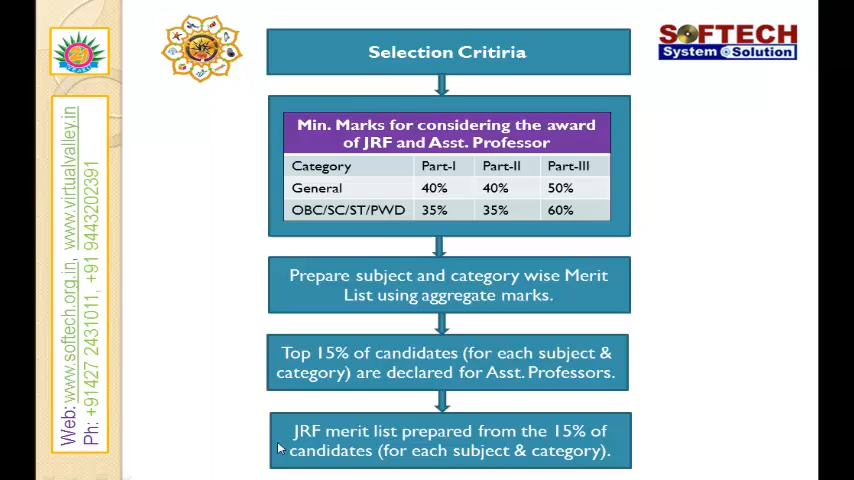 Selection Critiria
SOFTECH
System Solution
Min. Marks for considering the award
of JRF and Asst. Professor
Category Part-I Part-II Part-III
General 40% 40% 50%
OBC/SC/ST/PWD 35% 35% 60%
Prepare subject and category wise Merit
List using aggregate marks.
Top 15% of candidates (for each subject &
category) are declared for Asst. Professors.
JRF merit list prepared from the 15% of
candidates (for each subject & category).
Web: www.softech.org.in, www.virtualvalley.in
Ph: +91427 2431011, +91 9443202391